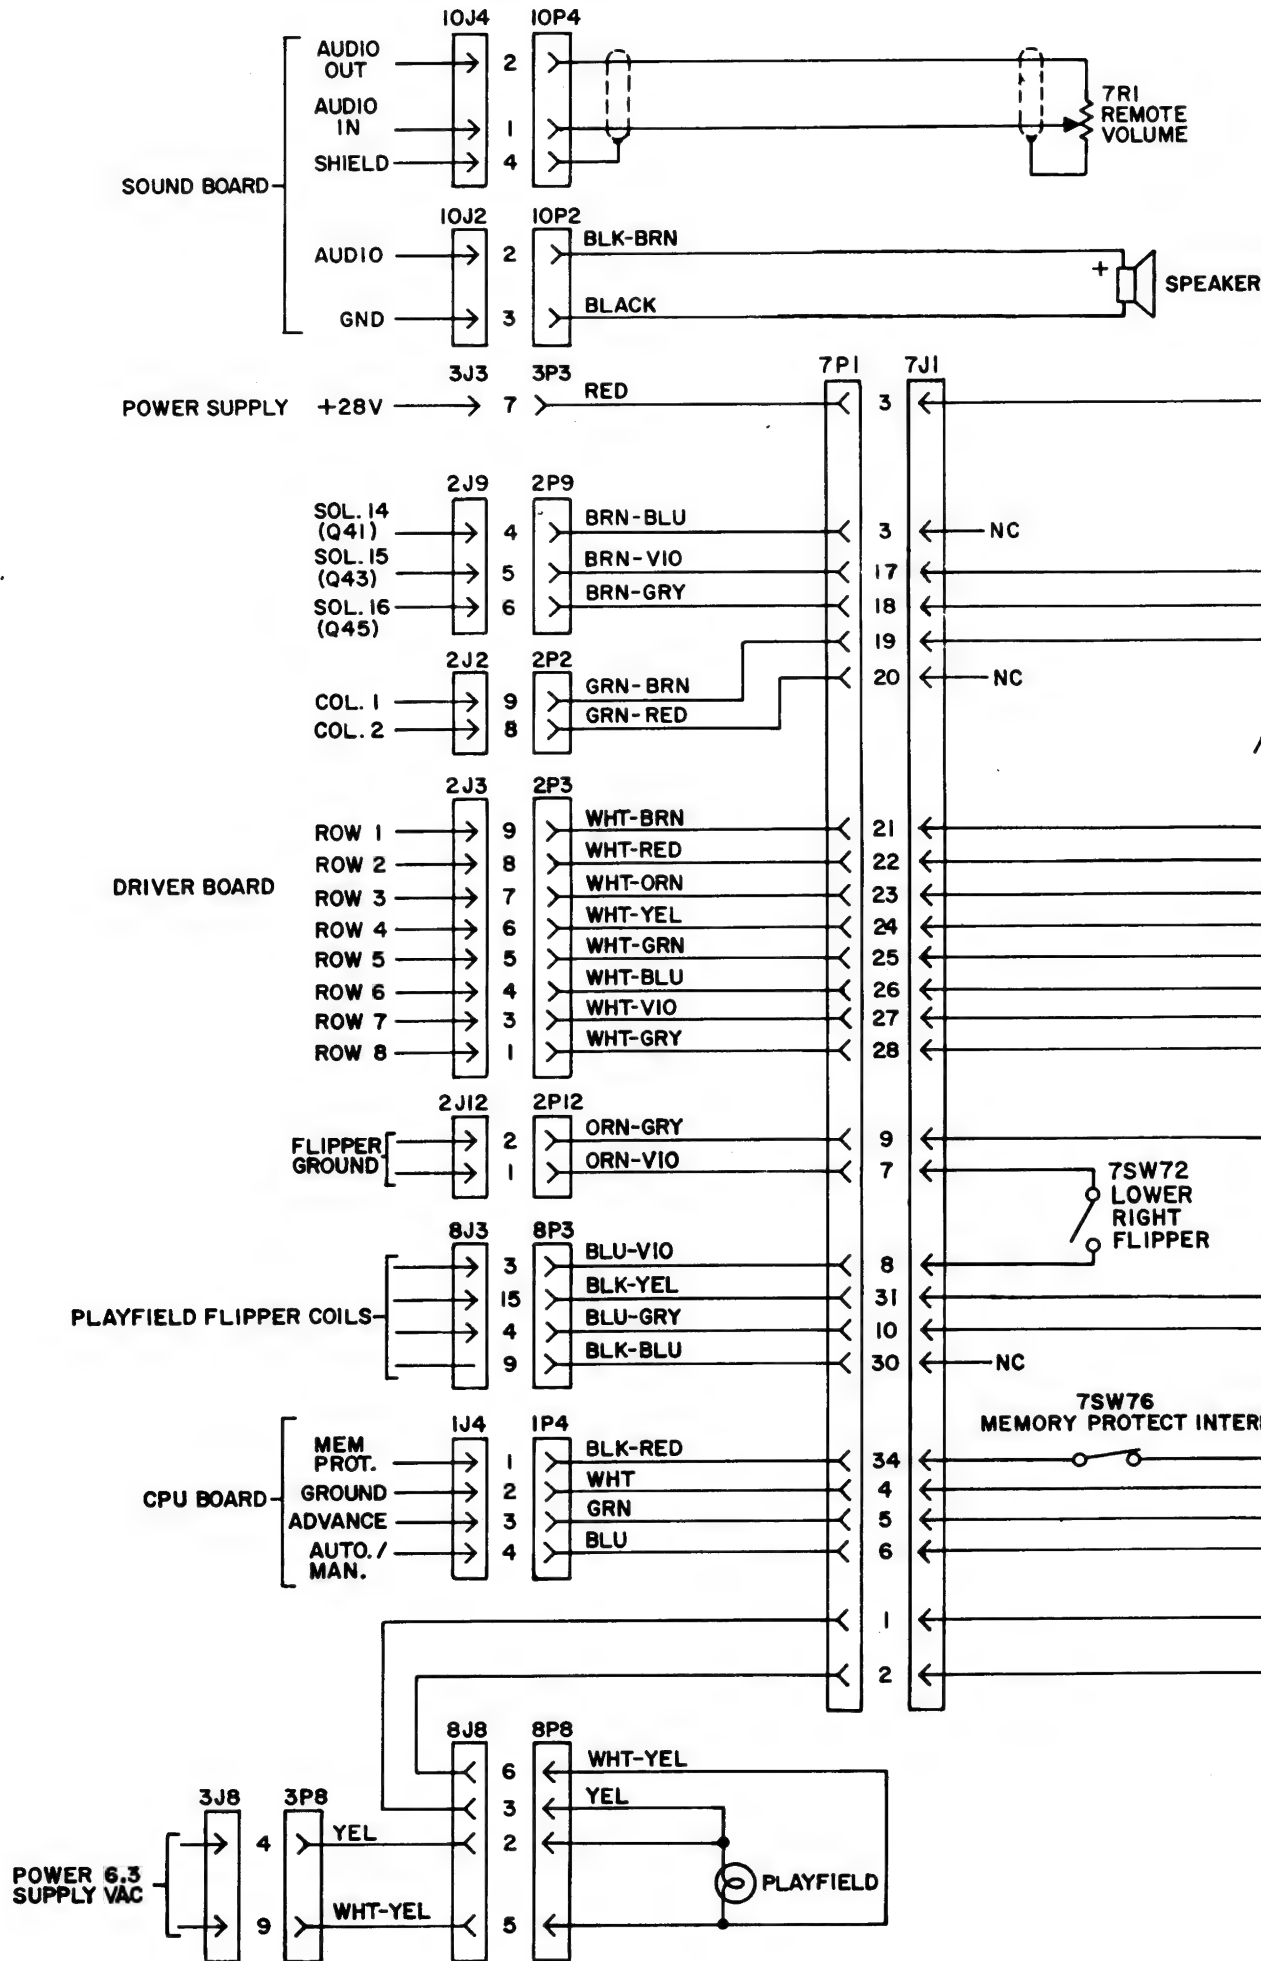 10J4 10P4
AUDIO OUT 2
AUDIO IN 1
SHIELD 4
7R1
REMOTE
VOLUME
SOUND BOARD
10J2 10P2
AUDIO 2 BLK-BRN
+ SPEAKER
GND 3 BLACK
7P1 7J1
3J3 3P3
POWER SUPPLY +28V 7 RED 3
2J9 2P9
SOL. 14
(Q41) 4 BRN-BLU 3 NC
SOL. 15
(Q43) 5 BRN-VIO 17
SOL. 16
(Q45) 6 BRN-GRY 18
19
2J2 2P2
20 NC
COL. 1 9 GRN-BRN
COL. 2 8 GRN-RED
2J3 2P3
ROW 1 9 WHT-BRN 21
ROW 2 8 WHT-RED 22
DRIVER BOARD
ROW 3 7 WHT-ORN 23
ROW 4 6 WHT-YEL 24
ROW 5 5 WHT-GRN 25
ROW 6 4 WHT-BLU 26
ROW 7 3 WHT-VIO 27
ROW 8 1 WHT-GRY 28
2J12 2P12
FLIPPER
GROUND
2 ORN-GRY 9
1 ORN-VIO 7
7SW72
LOWER
RIGHT
FLIPPER
8J3 8P3
3 BLU-VIO 8
15 BLK-YEL 31
PLAYFIELD FLIPPER COILS
4 BLU-GRY 10
9 BLK-BLU 30 NC
7SW76
MEMORY PROTECT INTER
1J4 1P4
MEM
PROT. 1 BLK-RED 34
CPU BOARD
GROUND 2 WHT 4
ADVANCE 3 GRN 5
AUTO./
MAN. 4 BLU 6
1
2
8J8 8P8
6 WHT-YEL
3J8 3P8
3 YEL
4 YEL 2
POWER 6.3
SUPPLY VAC
PLAYFIELD
9 WHT-YEL 5